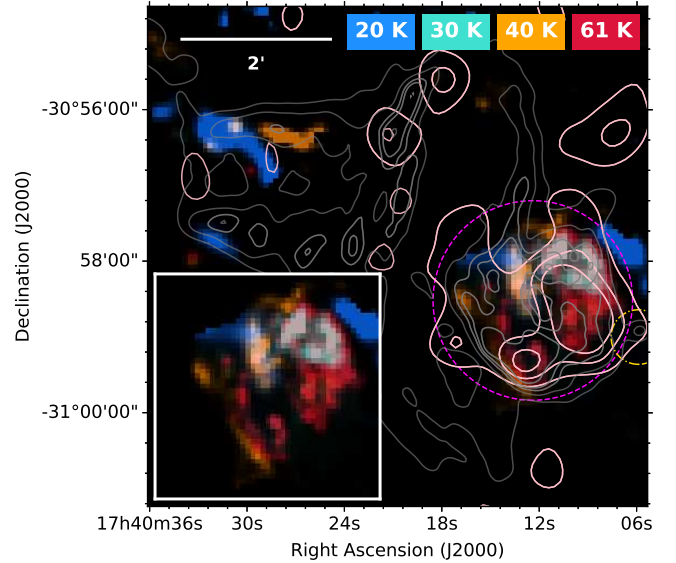 20 K 30 K 40 K 61 K
2'
-30°56'00"
58'00"
-31°00'00"
Declination (J2000)
17h40m36s 30s 24s 18s 12s 06s
Right Ascension (J2000)